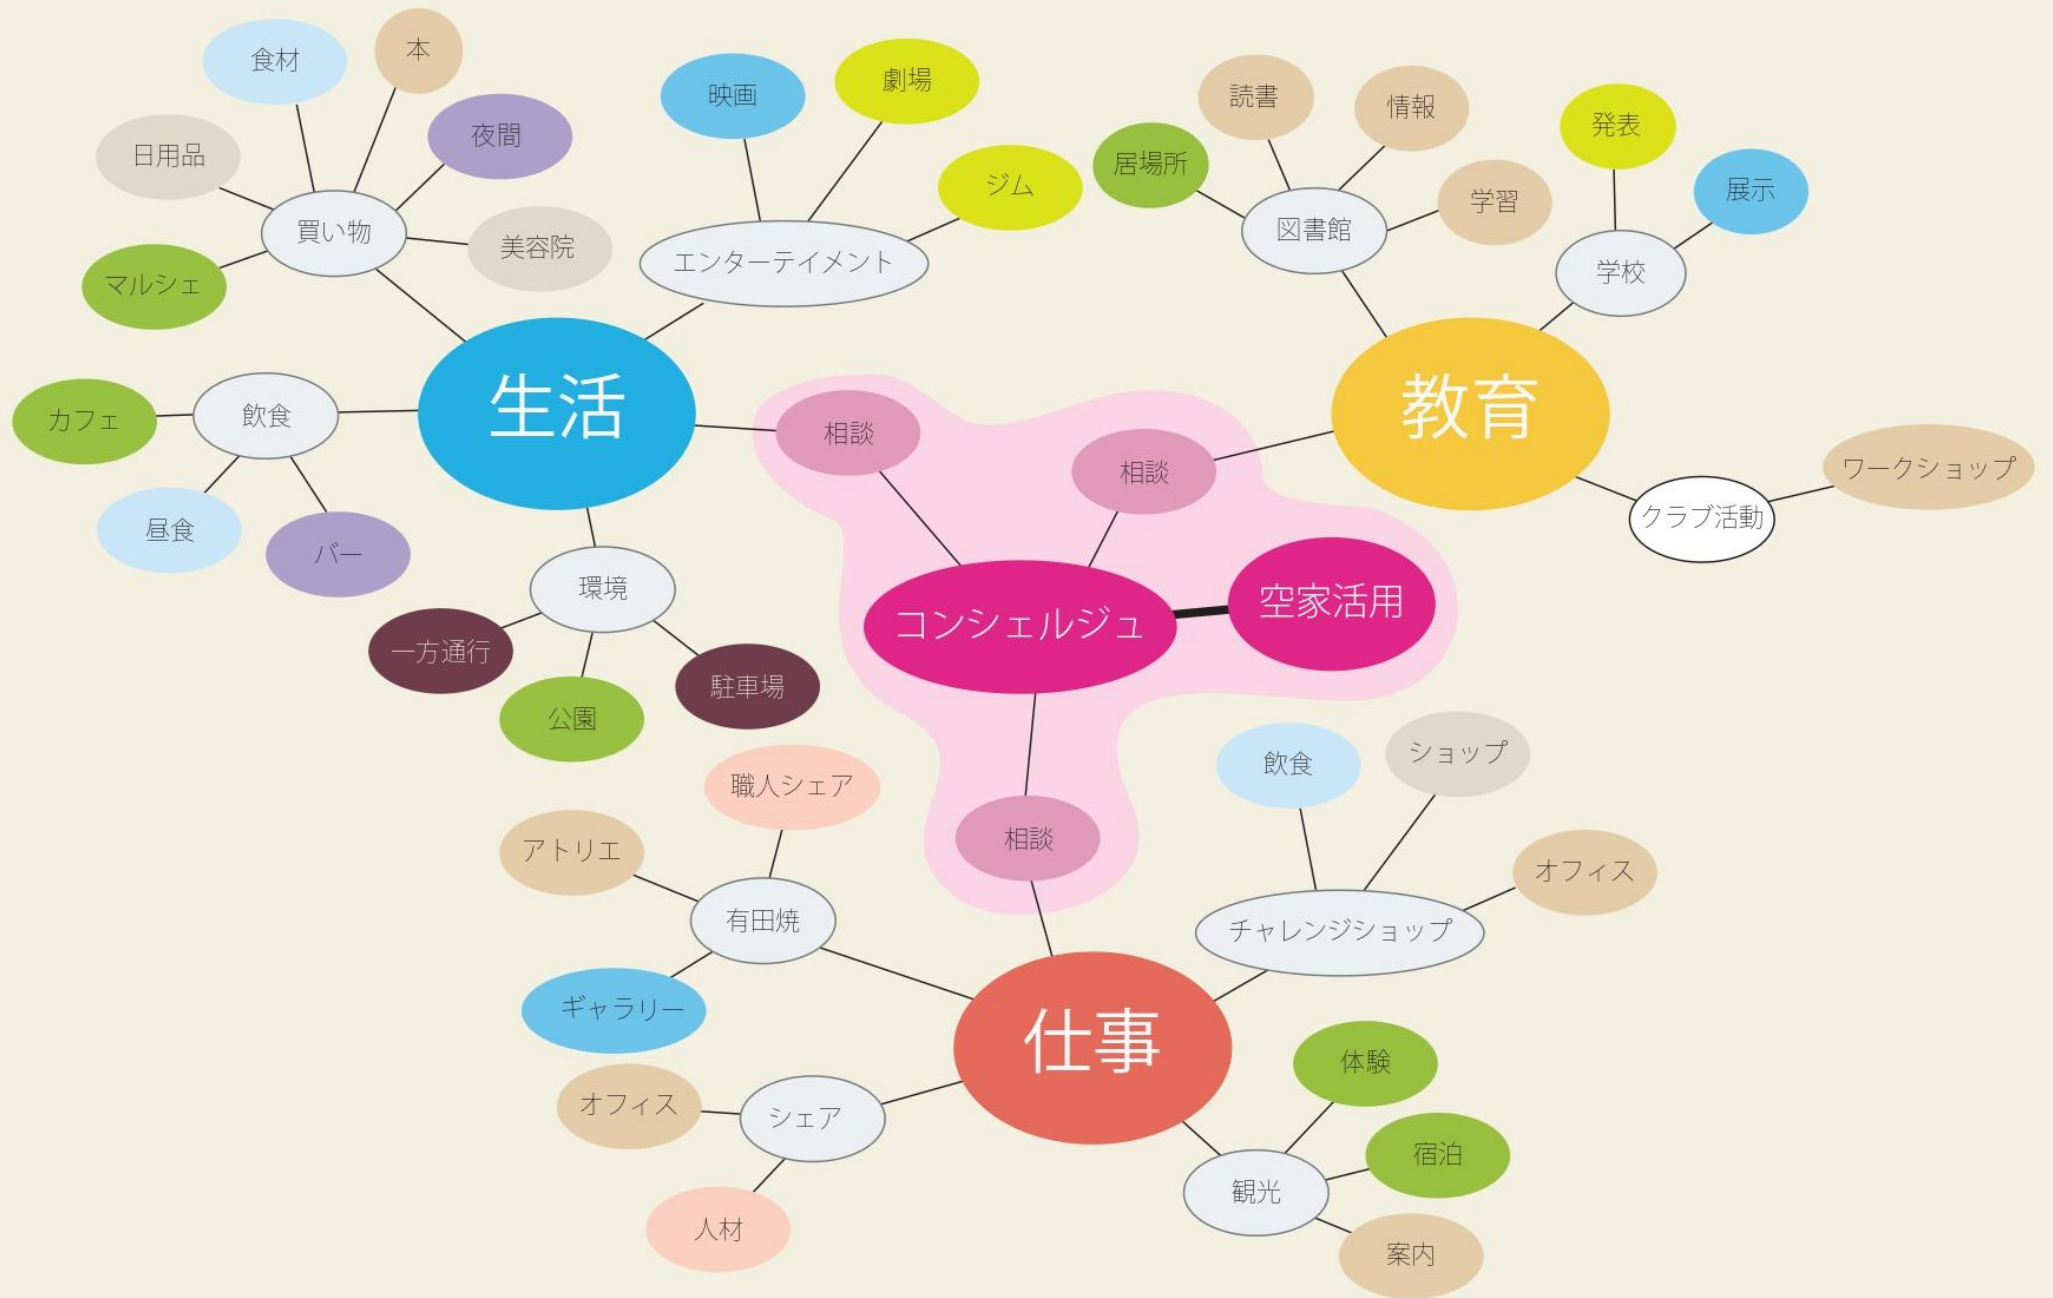 食材
本
日用品
夜間
買い物
美容院
マルシェ
映画
劇場
ジム
エンターテイメント
読書
情報
居場所
学習
図書館
発表
展示
学校
生活
教育
カフェ
飲食
昼食
バー
相談
相談
クラブ活動
ワークショップ
環境
一方通行
公園
駐車場
コンシェルジュ
空家活用
相談
職人シェア
アトリエ
有田焼
ギャラリー
飲食
ショップ
オフィス
チャレンジショップ
仕事
オフィス
シェア
人材
体験
宿泊
観光
案内